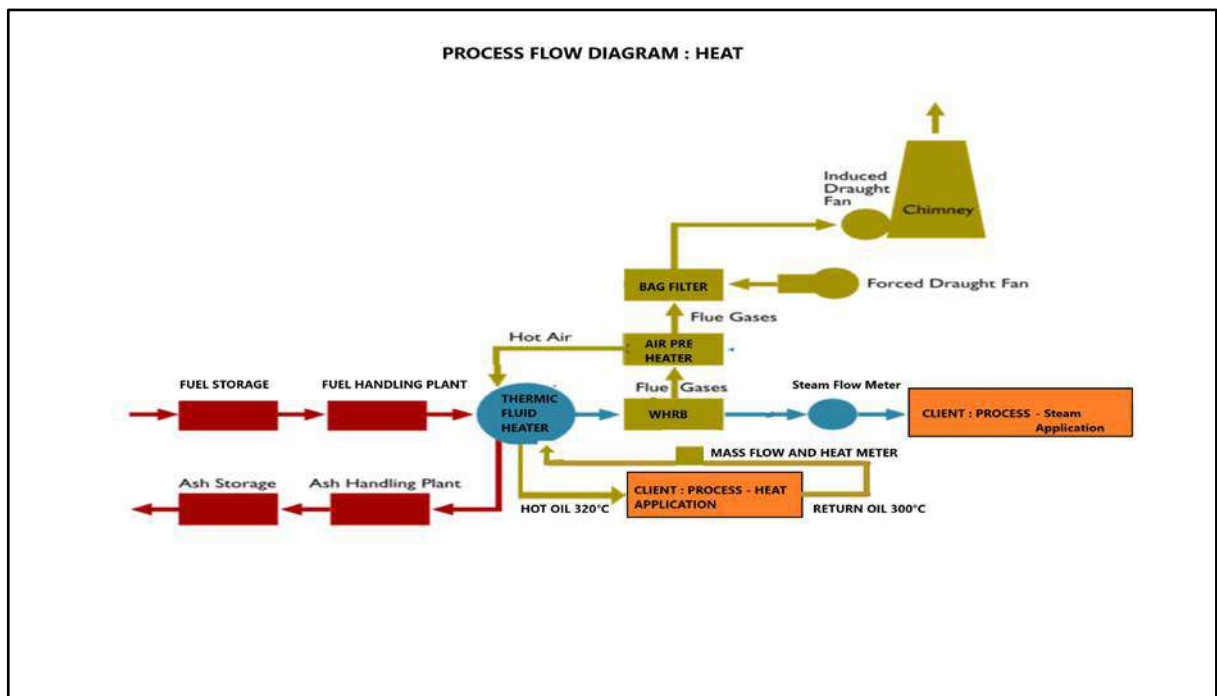 PROCESS FLOW DIAGRAM : HEAT
Induced
Draught
Fan
Chimney
BAG FILTER
Forced Draught Fan
Flue Gases
Hot Air
AIR PRE
HEATER
FUEL STORAGE
FUEL HANDLING PLANT
THERMIC
FLUID
HEATER
Flue Gases
WHRB
Steam Flow Meter
CLIENT : PROCESS - Steam
Application
MASS FLOW AND HEAT METER
Ash Storage
Ash Handling Plant
HOT OIL 320°C
CLIENT : PROCESS - HEAT
APPLICATION
RETURN OIL 300°C